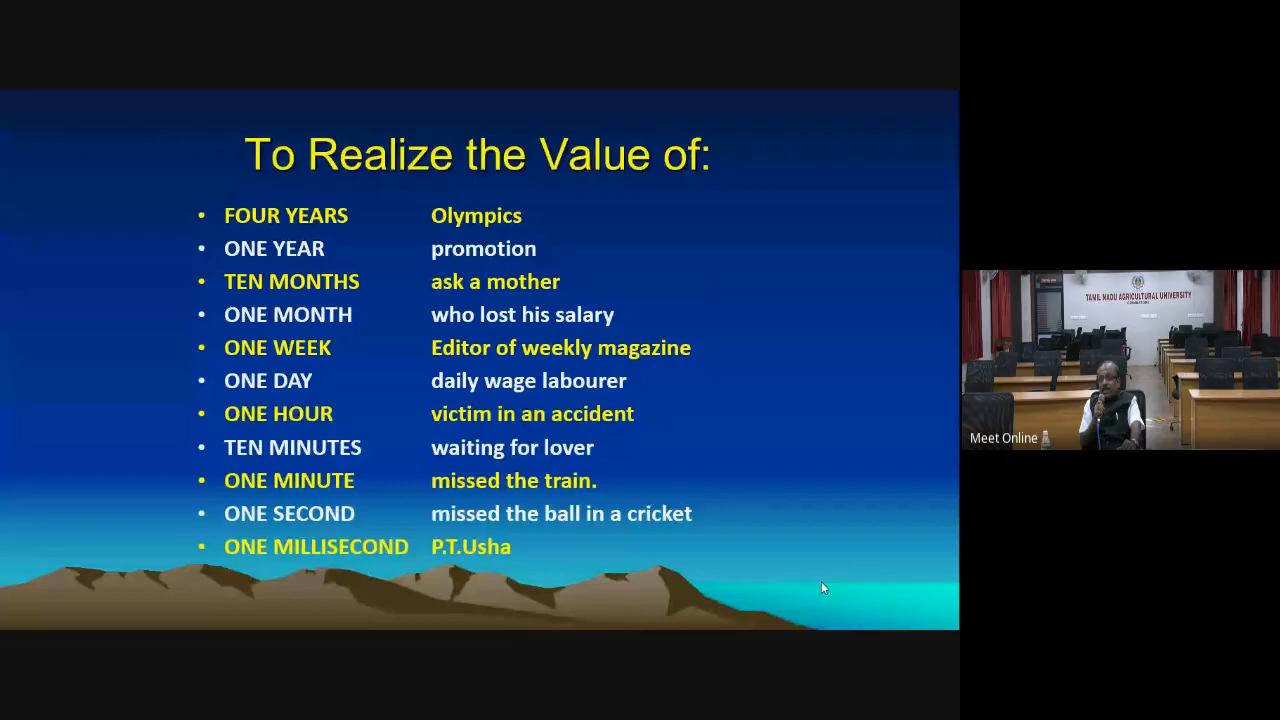 To Realize the Value of:
• FOUR YEARS Olympics
• ONE YEAR promotion
• TEN MONTHS ask a mother
• ONE MONTH who lost his salary
• ONE WEEK Editor of weekly magazine
• ONE DAY daily wage labourer
• ONE HOUR victim in an accident
• TEN MINUTES waiting for lover
• ONE MINUTE missed the train.
• ONE SECOND missed the ball in a cricket
• ONE MILLISECOND P.T.Usha
TAMIL NADU AGRICULTURAL UNIVERSITY
Meet Online